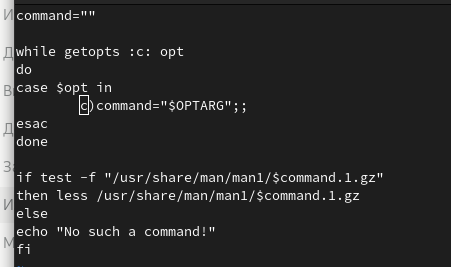 command=""
while getopts :c: opt
do
case $opt in
        c)command="$OPTARG";;
esac
done
if test -f "/usr/share/man/man1/$command.1.gz"
then less /usr/share/man/man1/$command.1.gz
else
echo "No such a command!"
fi